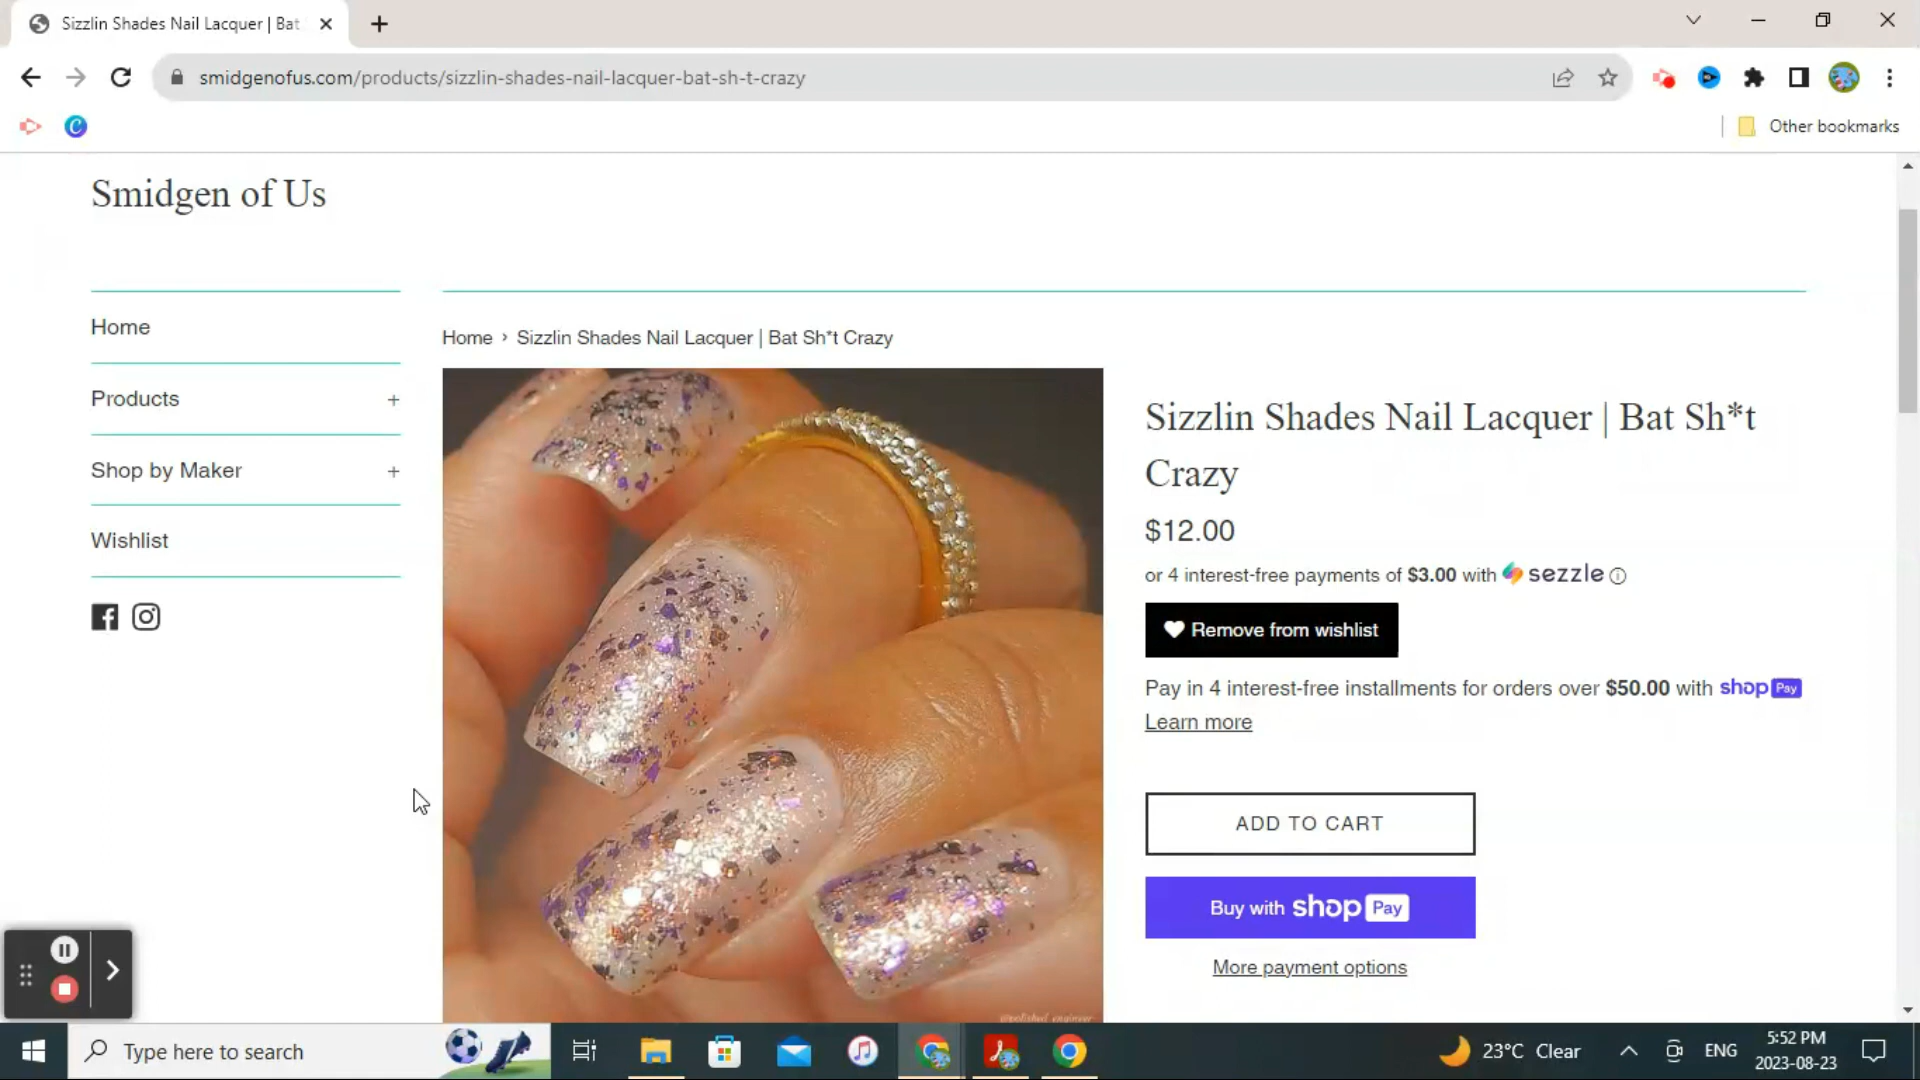 Sizzlin Shades Nail Lacquer | Bat
smidgenofus.com/products/sizzlin-shades-nail-lacquer-bat-sh-t-crazy
Other bookmarks
Smidgen of Us
Home
Products +
Shop by Maker +
Wishlist
Home › Sizzlin Shades Nail Lacquer | Bat Sh*t Crazy
@polished_engineer
Sizzlin Shades Nail Lacquer | Bat Sh*t
Crazy
$12.00
or 4 interest-free payments of $3.00 with sezzle
Remove from wishlist
Pay in 4 interest-free installments for orders over $50.00 with shop Pay
Learn more
ADD TO CART
Buy with shop Pay
More payment options
Type here to search
23°C Clear
ENG
5:52 PM
2023-08-23